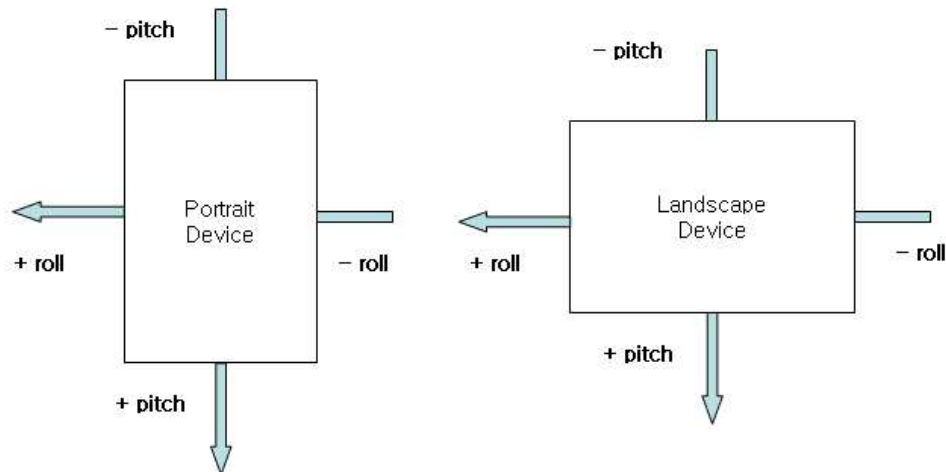 − pitch
Portrait
Device
+ roll
− roll
+ pitch
− pitch
Landscape
Device
+ roll
− roll
+ pitch